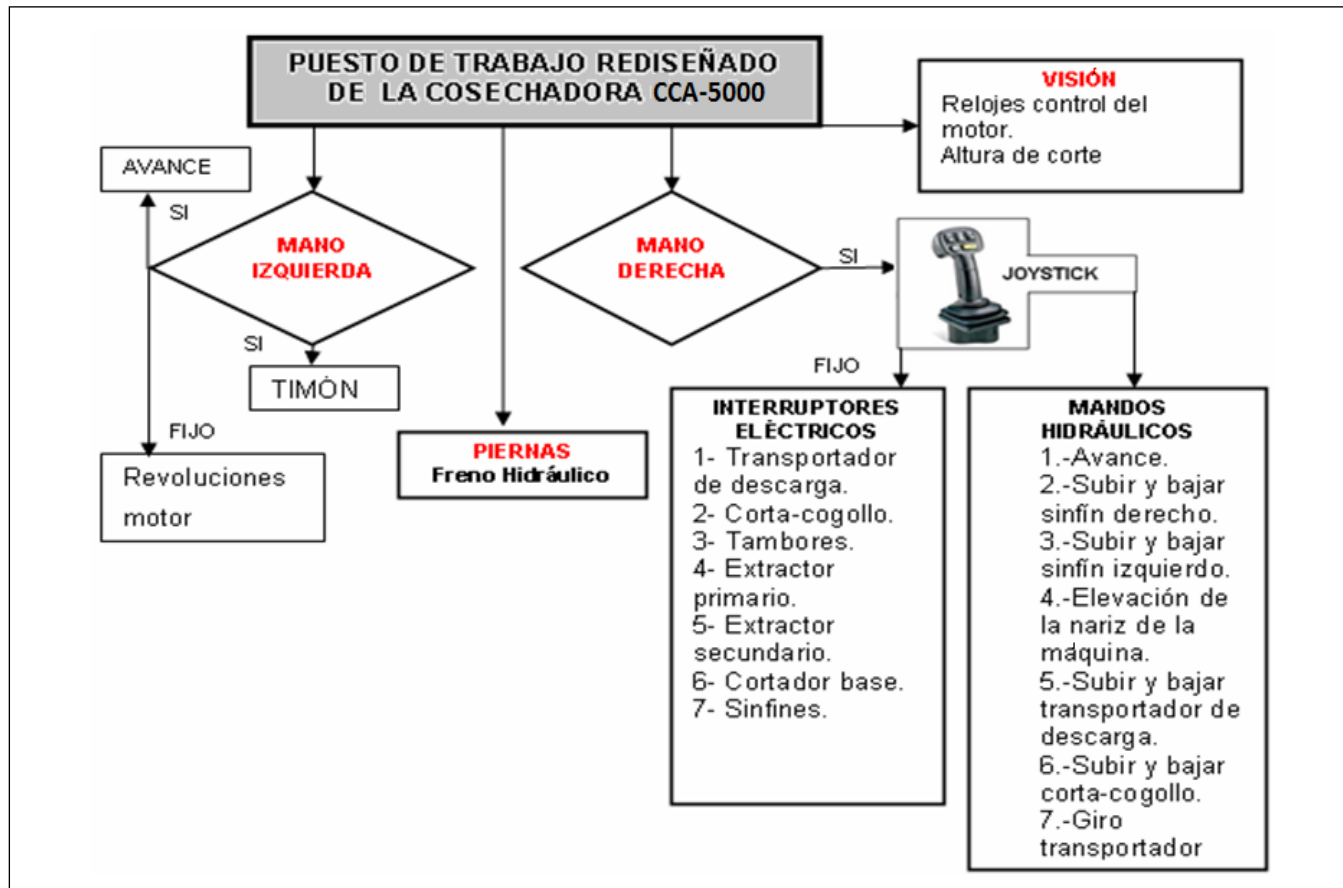 PUESTO DE TRABAJO REDISEÑADO
DE LA COSECHADORA CCA-5000
VISIÓN
Relojes control del
motor.
Altura de corte
AVANCE
SI
MANO
IZQUIERDA
MANO
DERECHA
SI
JOYSTICK
SI
TIMÓN
FIJO
Revoluciones
motor
PIERNAS
Freno Hidráulico
FIJO
INTERRUPTORES
ELÉCTRICOS
1- Transportador
de descarga.
2- Corta-cogollo.
3- Tambores.
4- Extractor
primario.
5- Extractor
secundario.
6- Cortador base.
7- Sinfines.
MANDOS
HIDRÁULICOS
1.-Avance.
2.-Subir y bajar
sinfín derecho.
3.-Subir y bajar
sinfín izquierdo.
4.-Elevación de
la nariz de la
máquina.
5.-Subir y bajar
transportador de
descarga.
6.-Subir y bajar
corta-cogollo.
7.-Giro
transportador